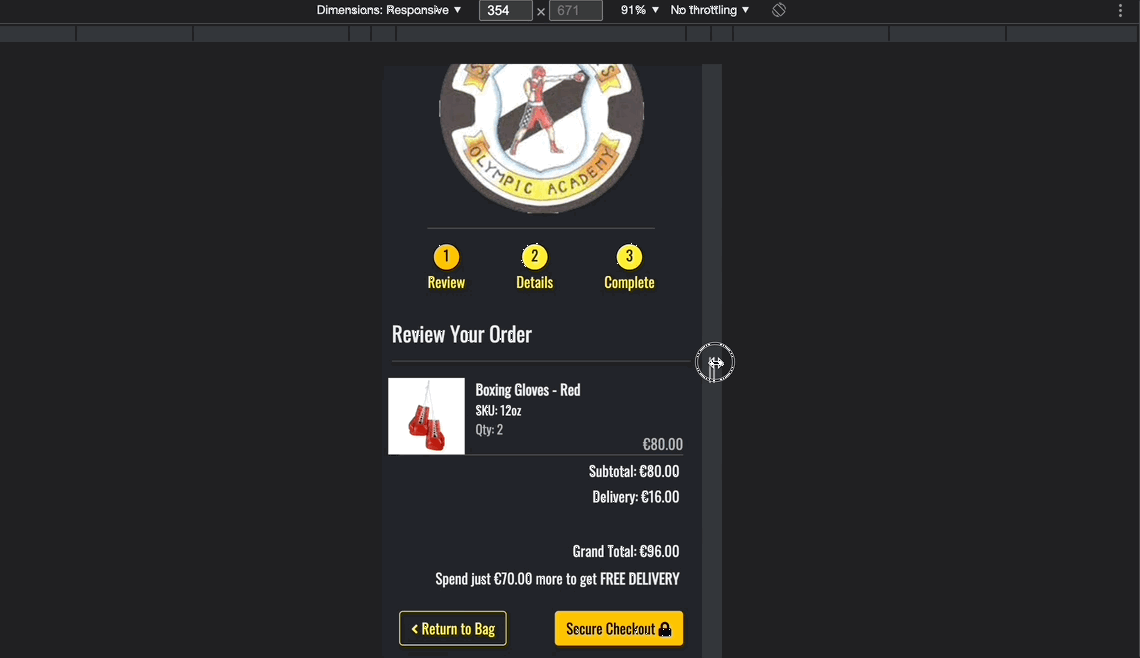 Dimensions: Responsive ▼ 354 × 671 91% ▼ No throttling ▼
OLYMPIC ACADEMY
1 2 3
Review Details Complete
Review Your Order
Boxing Gloves - Red
SKU: 12oz
Qty: 2
€80.00
Subtotal: €80.00
Delivery: €16.00
Grand Total: €96.00
Spend just €70.00 more to get FREE DELIVERY
< Return to Bag Secure Checkout